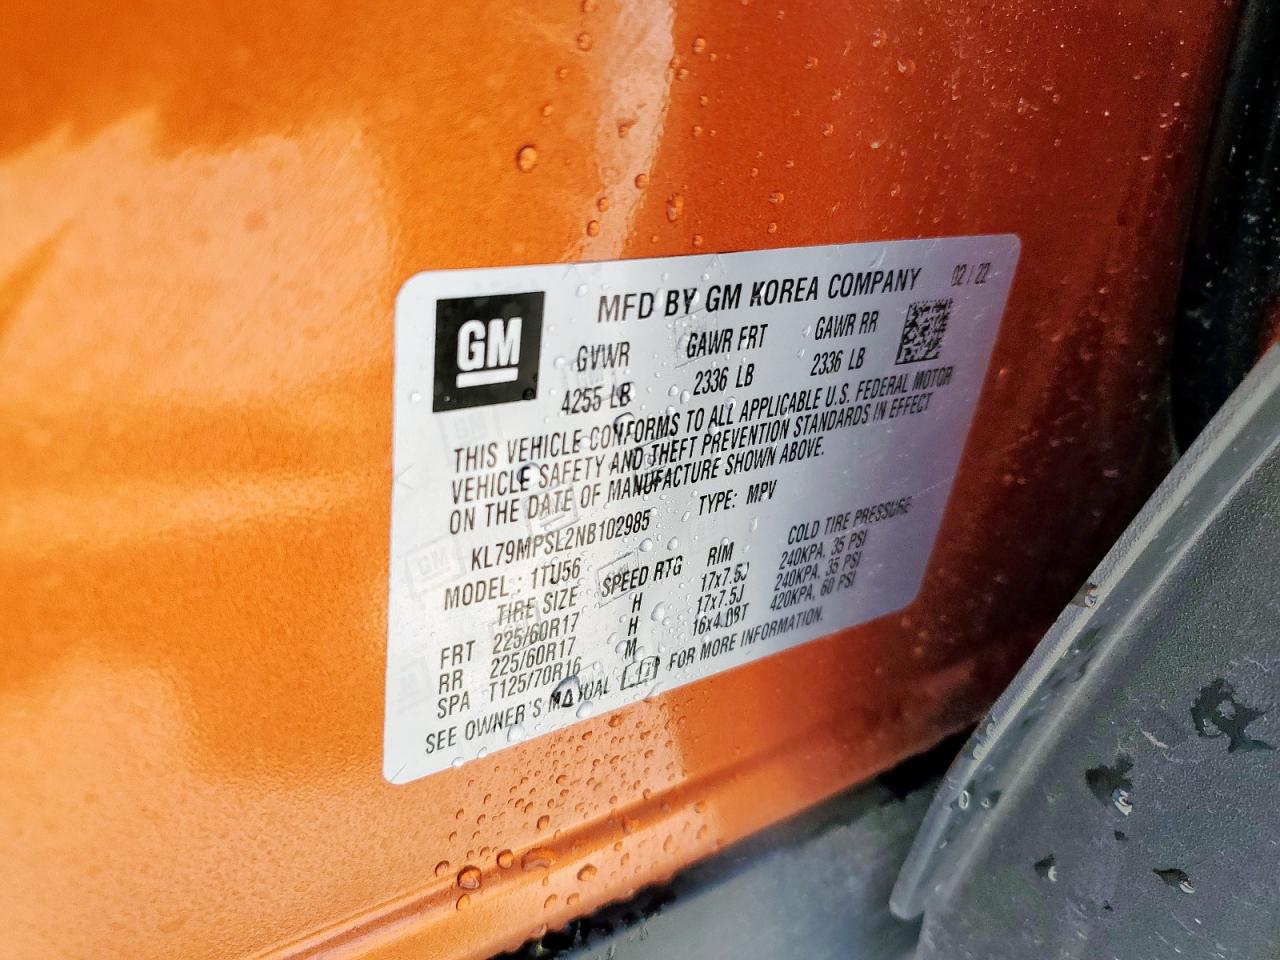 MFD BY GM KOREA COMPANY 02 / 22
GM
GVWR GAWR FRT GAWR RR
4255 LB 2336 LB 2336 LB
THIS VEHICLE CONFORMS TO ALL APPLICABLE U.S. FEDERAL MOTOR
VEHICLE SAFETY AND THEFT PREVENTION STANDARDS IN EFFECT
ON THE DATE OF MANUFACTURE SHOWN ABOVE.
KL79MPSL2NB102985 TYPE: MPV
MODEL: 1TU56
TIRE SIZE SPEED RTG RIM COLD TIRE PRESSURE
FRT 225/60R17 H 17x7.5J 240KPA, 35 PSI
RR 225/60R17 H 17x7.5J 240KPA, 35 PSI
SPA T125/70R16 M 16x4.0BT 420KPA, 60 PSI
SEE OWNER'S MANUAL FOR MORE INFORMATION.